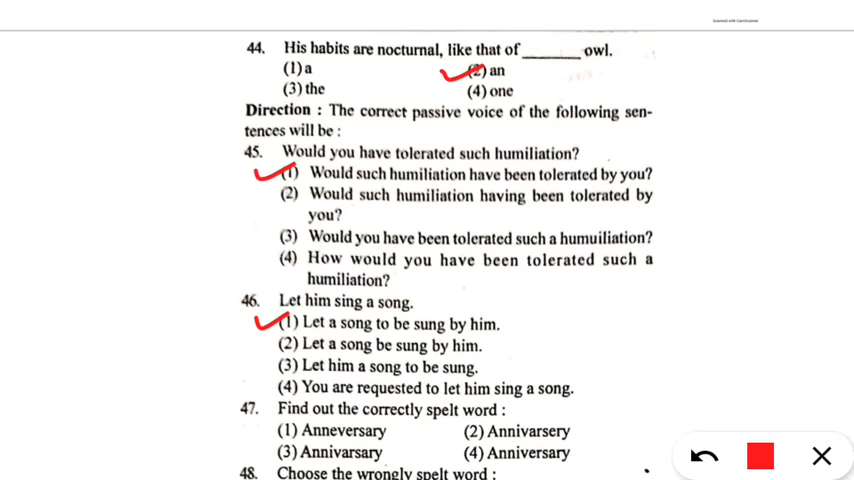 Scanned with CamScanner
44. His habits are nocturnal, like that of ______ owl.
(1) a (2) an
(3) the (4) one
Direction : The correct passive voice of the following sen-
tences will be :
45. Would you have tolerated such humiliation?
(1) Would such humiliation have been tolerated by you?
(2) Would such humiliation having been tolerated by
you?
(3) Would you have been tolerated such a humuiliation?
(4) How would you have been tolerated such a
humiliation?
46. Let him sing a song.
(1) Let a song to be sung by him.
(2) Let a song be sung by him.
(3) Let him a song to be sung.
(4) You are requested to let him sing a song.
47. Find out the correctly spelt word :
(1) Anneversary (2) Annivarsery
(3) Annivarsary (4) Anniversary
48. Choose the wrongly spelt word :